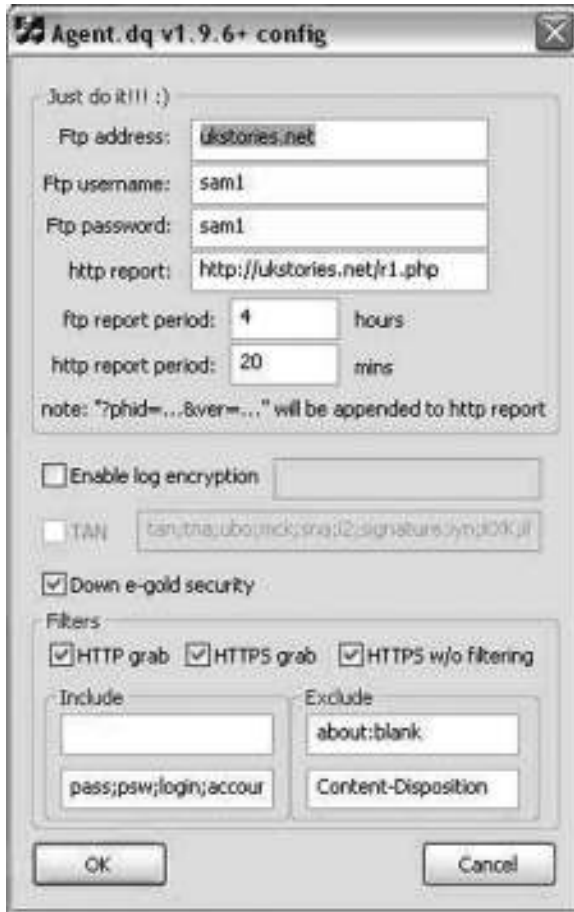 Agent.dq v1.9.6+ config
Just do it!!! :)
Ftp address: ukstories.net
Ftp username: sam1
Ftp password: sam1
http report: http://ukstories.net/r1.php
ftp report period: 4 hours
http report period: 20 mins
note: "?phid=...&ver=..." will be appended to http report
Enable log encryption
TAN
Down e-gold security
Filters
HTTP grab HTTPS grab HTTPS w/o filtering
Include Exclude
about:blank
pass;psw;login;accour Content-Disposition
OK Cancel